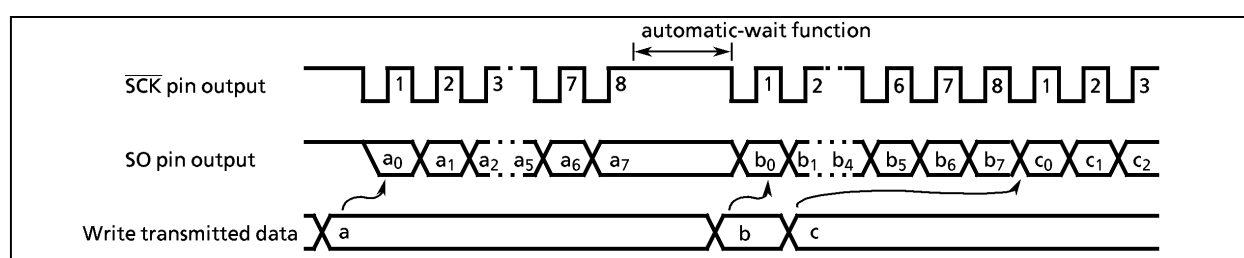 automatic-wait function
SCK pin output
1 2 3 7 8 1 2 6 7 8 1 2 3
SO pin output
a0 a1 a2 a5 a6 a7 b0 b1 b4 b5 b6 b7 c0 c1 c2
Write transmitted data
a b c